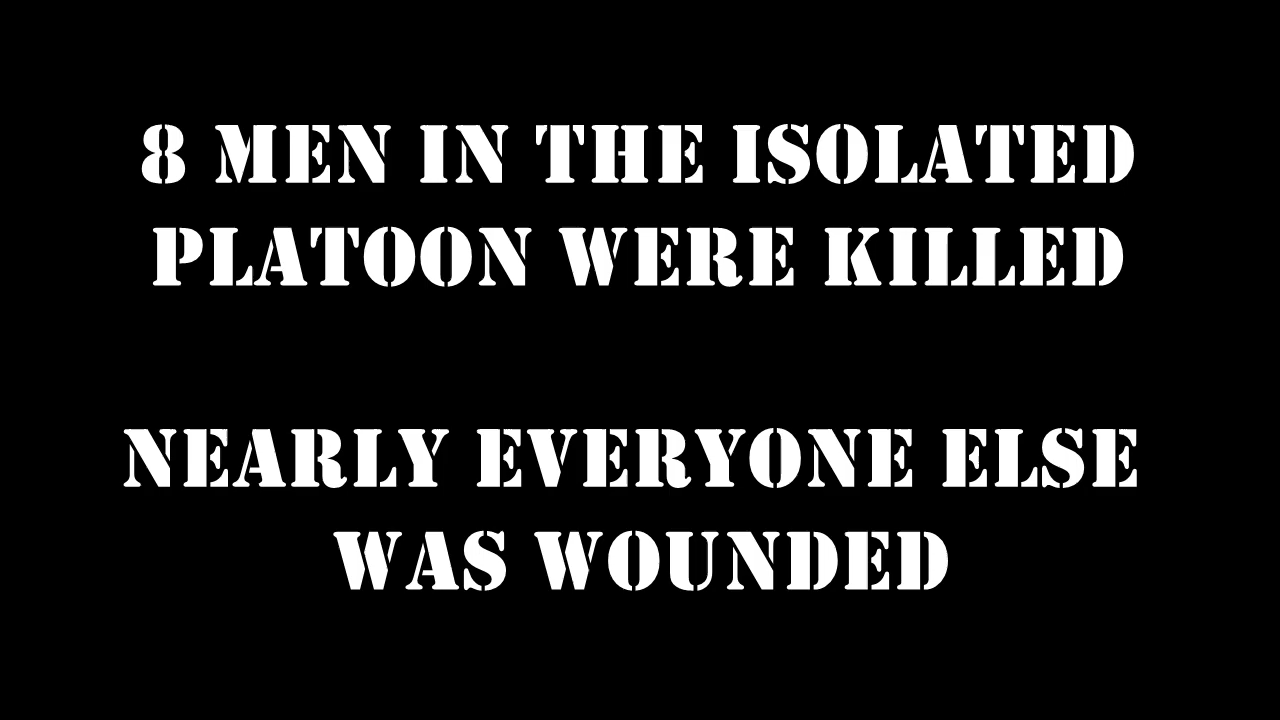 8 MEN IN THE ISOLATED
PLATOON WERE KILLED
NEARLY EVERYONE ELSE
WAS WOUNDED